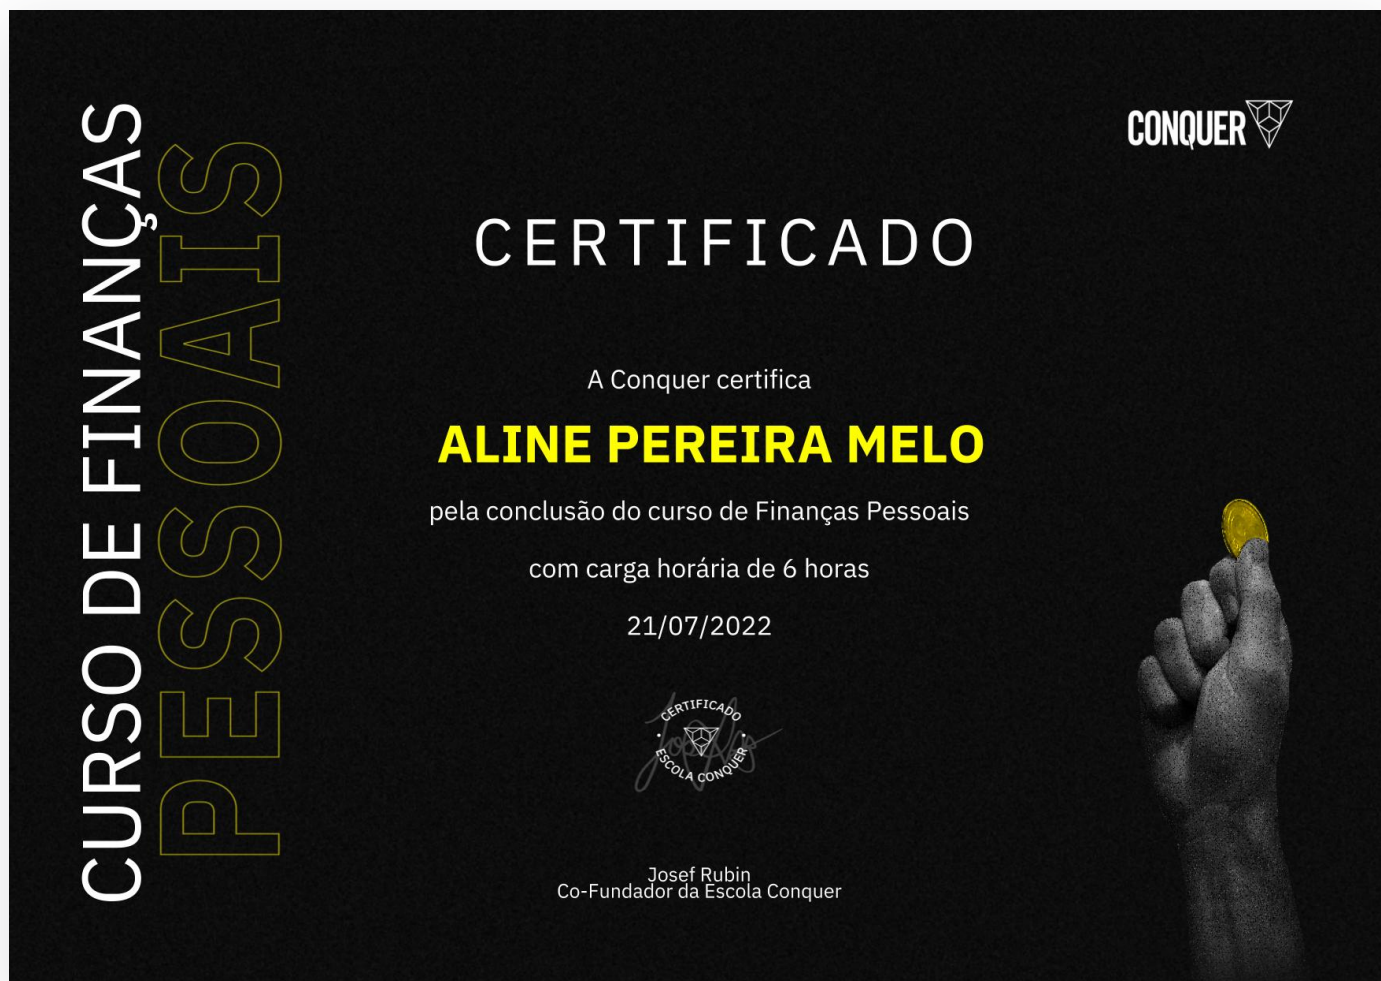 CURSO DE FINANÇAS
PESSOAIS
CONQUER
CERTIFICADO
A Conquer certifica
ALINE PEREIRA MELO
pela conclusão do curso de Finanças Pessoais
com carga horária de 6 horas
21/07/2022
CERTIFICADO
ESCOLA CONQUER
Josef Rubin
Co-Fundador da Escola Conquer